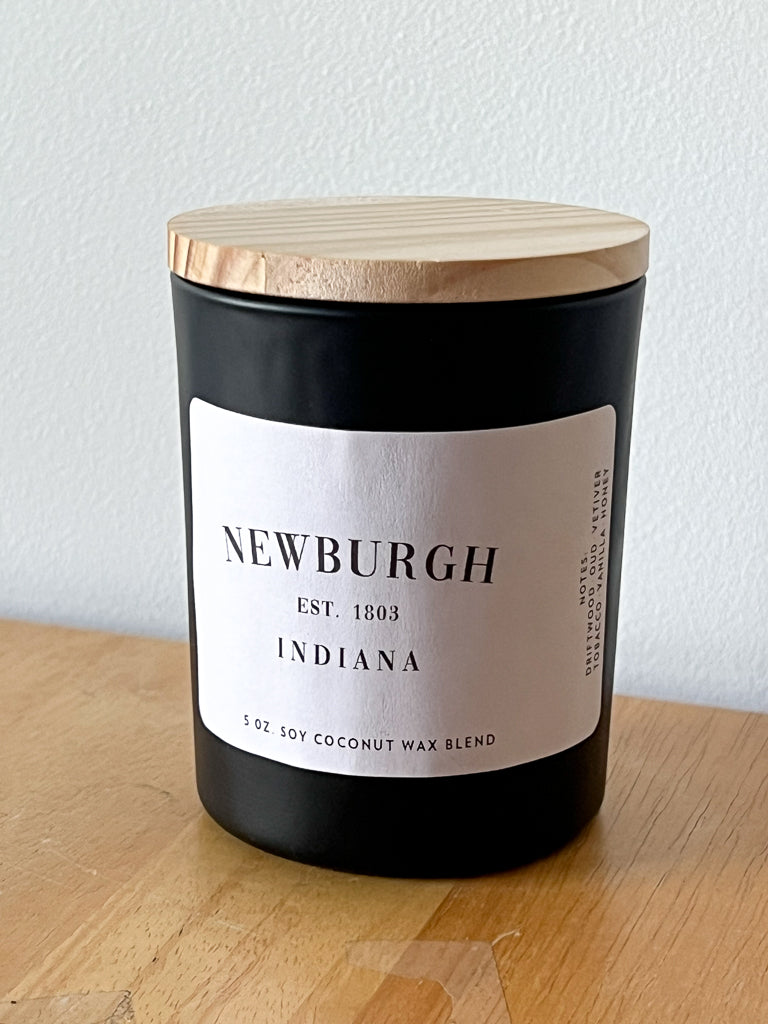 NEWBURGH
EST. 1803
INDIANA
5 OZ. SOY COCONUT WAX BLEND
NOTES:
DRIFTWOOD OUD VETIVER
TOBACCO VANILLA HONEY